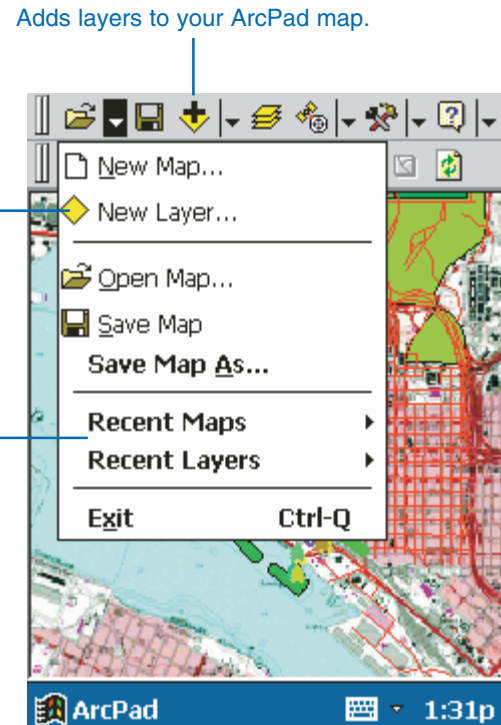 Adds layers to your ArcPad map.
New Map...
New Layer...
Open Map...
Save Map
Save Map As...
Recent Maps
Recent Layers
Exit Ctrl-Q
ArcPad 1:31p